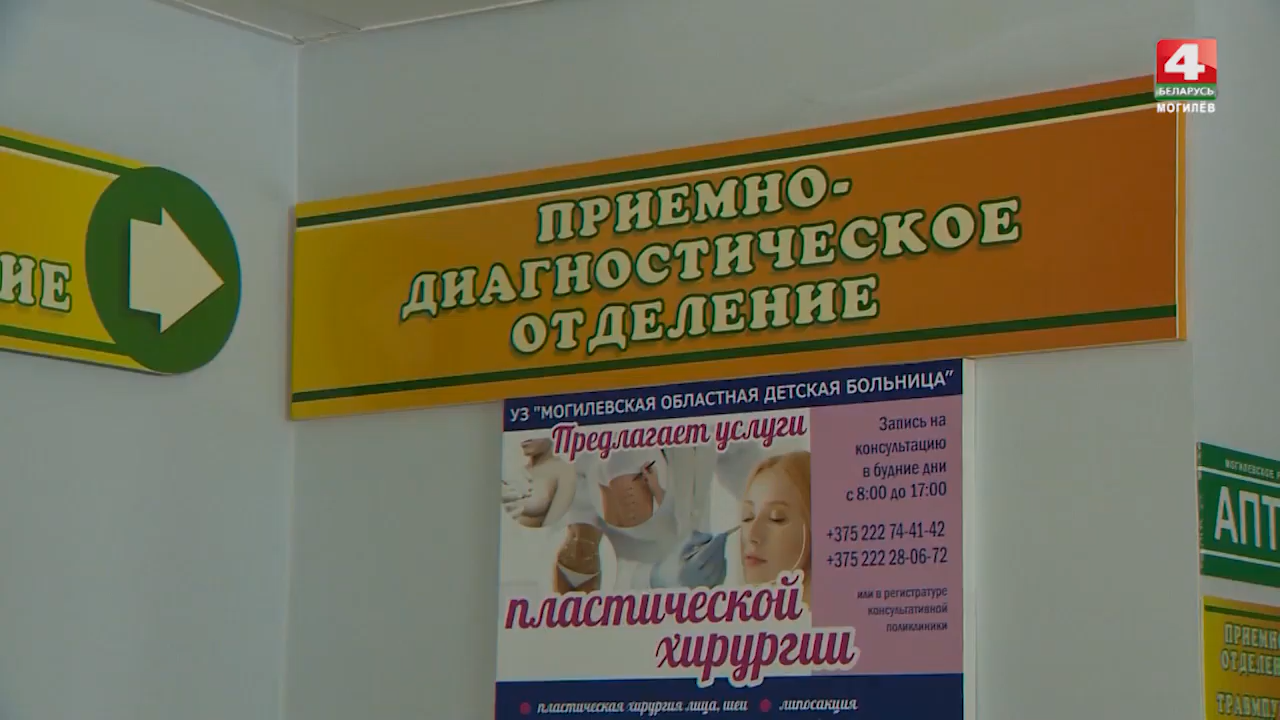 4
БЕЛАРУСЬ
МОГИЛЁВ
ИЕ
ПРИЕМНО-
ДИАГНОСТИЧЕСКОЕ
ОТДЕЛЕНИЕ
УЗ "МОГИЛЕВСКАЯ ОБЛАСТНАЯ ДЕТСКАЯ БОЛЬНИЦА"
Предлагает услуги
пластической
хирургии
Запись на
консультацию
в будние дни
с 8:00 до 17:00
+375 222 74-41-42
+375 222 28-06-72
или в регистратуре
консультативной
поликлиники
• пластическая хирургия лица, шеи • липосакция
МОГИЛЕВСКОЕ
АПТ
ПРИЕМНО
ОТДЕЛЕ
ТРАВМП